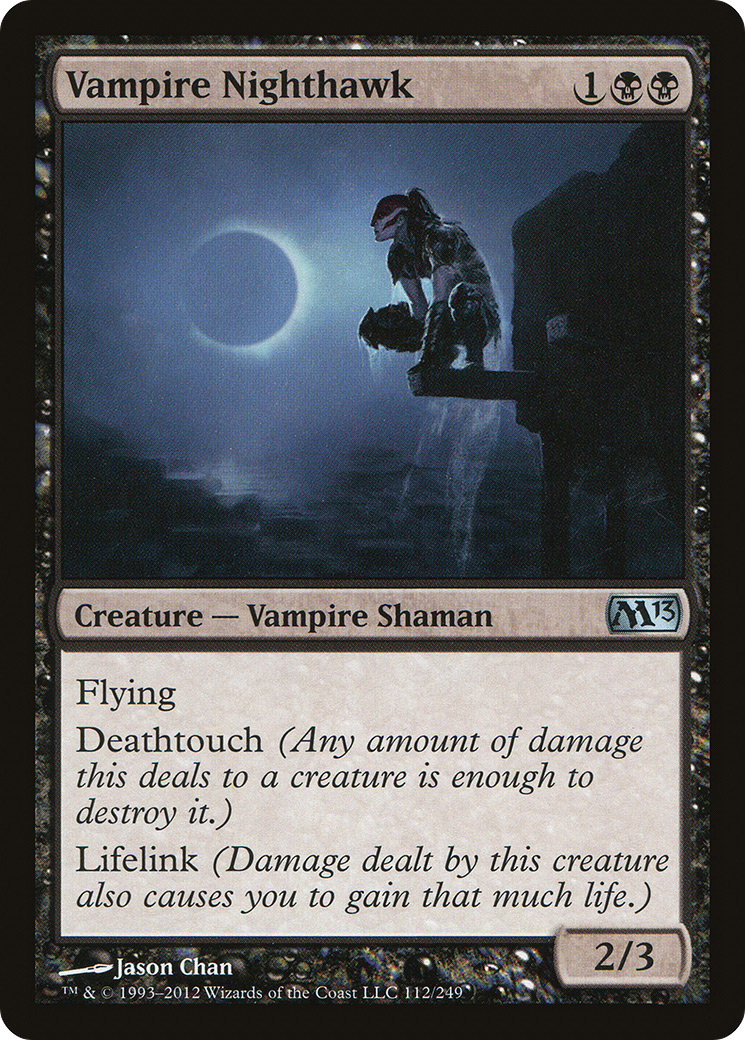 Vampire Nighthawk 1
Creature — Vampire Shaman M13
Flying
Deathtouch (Any amount of damage
this deals to a creature is enough to
destroy it.)
Lifelink (Damage dealt by this creature
also causes you to gain that much life.)
2/3
Jason Chan
™ & © 1993–2012 Wizards of the Coast LLC 112/249